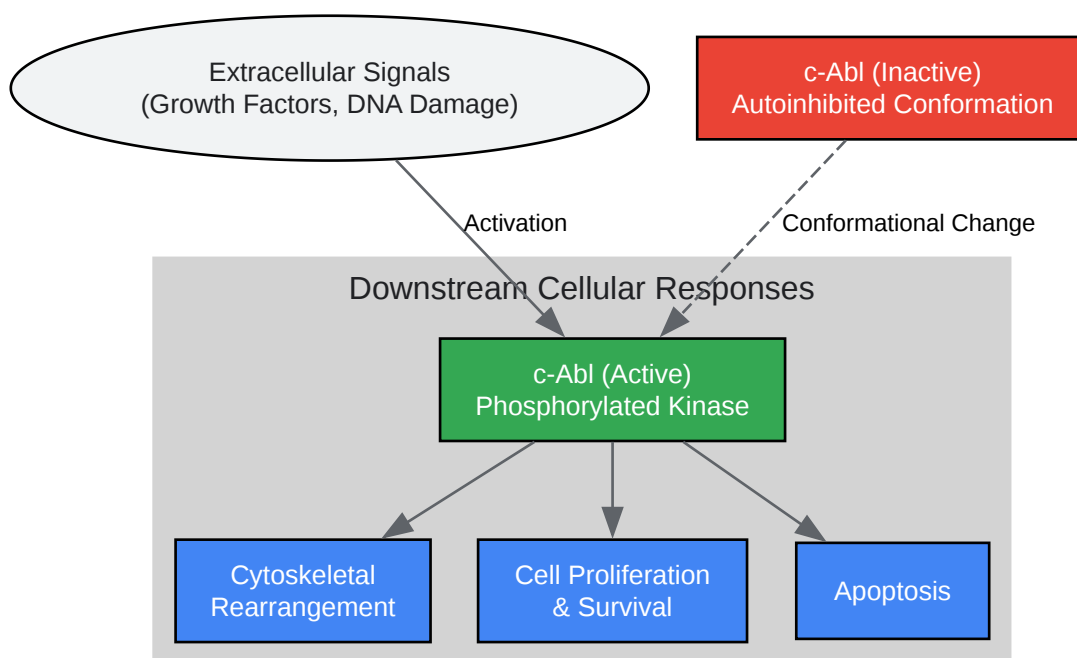 Extracellular Signals
(Growth Factors, DNA Damage)
c-Abl (Inactive)
Autoinhibited Conformation
Activation
Conformational Change
Downstream Cellular Responses
c-Abl (Active)
Phosphorylated Kinase
Cytoskeletal
Rearrangement
Cell Proliferation
& Survival
Apoptosis